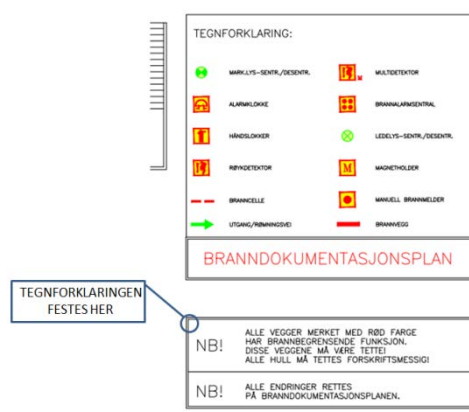 TEGNFORKLARING:
MARK.LYS-SENTR./DESENTR.
M
MULTIDETEKTOR
ALARMKLOKKE
BRANNALARMSENTRAL
HÅNDSLOKKER
LEDELYS-SENTR./DESENTR.
RØYKDETEKTOR
M
MAGNETHOLDER
BRANNCELLE
MANUELL BRANNMELDER
UTGANG/RØMNINGSVEI
BRANNVEGG
BRANNDOKUMENTASJONSPLAN
TEGNFORKLARINGEN
FESTES HER
NB!
ALLE VEGGER MERKET MED RØD FARGE
HAR BRANNBEGRENSENDE FUNKSJON.
DISSE VEGGENE MÅ VÆRE TETTE!
ALLE HULL MÅ TETTES FORSKRIFTSMESSIG!
NB!
ALLE ENDRINGER RETTES
PÅ BRANNDOKUMENTASJONSPLANEN.